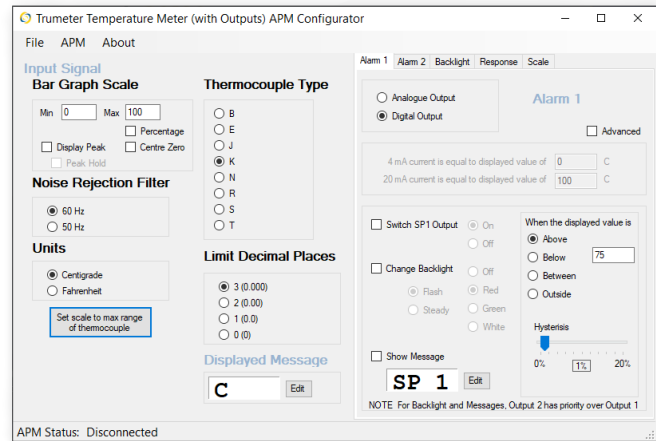 Trumeter Temperature Meter (with Outputs) APM Configurator
File APM About
Input Signal
Bar Graph Scale
Min 0 Max 100
Percentage
Display Peak Centre Zero
Peak Hold
Noise Rejection Filter
60 Hz
50 Hz
Units
Centigrade
Fahrenheit
Set scale to max range
of thermocouple
Thermocouple Type
B
E
J
K
N
R
S
T
Limit Decimal Places
3 (0.000)
2 (0.00)
1 (0.0)
0 (0)
Displayed Message
C Edit
Alarm 1 Alarm 2 Backlight Response Scale
Analogue Output
Digital Output
Alarm 1
Advanced
4 mA current is equal to displayed value of 0 C
20 mA current is equal to displayed value of 100 C
Switch SP1 Output On
Off
Change Backlight Off
Flash Red
Steady Green
White
Show Message
SP 1 Edit
When the displayed value is
Above
Below 75
Between
Outside
Hysterisis
0% 1% 20%
NOTE For Backlight and Messages, Output 2 has priority over Output 1
APM Status: Disconnected